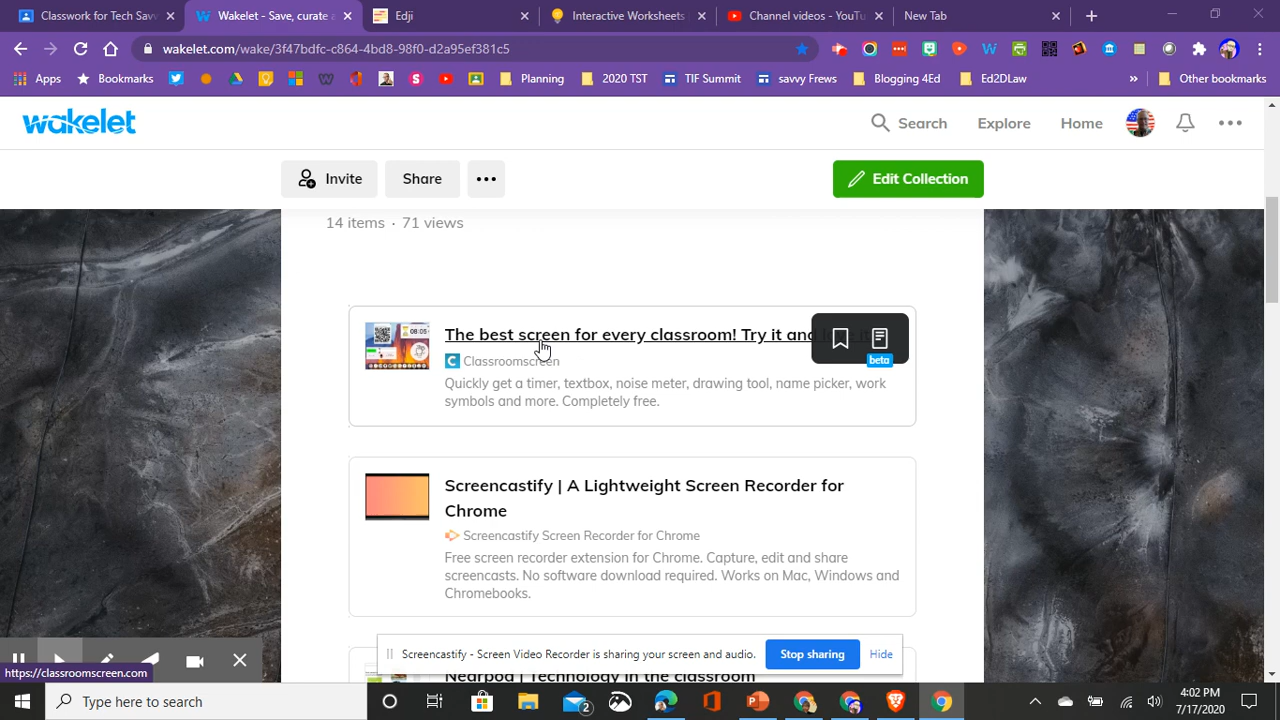 Classwork for Tech Savv
Wakelet - Save, curate a
Edji
Interactive Worksheets
Channel videos - YouTu
New Tab
wakelet.com/wake/3f47bdfc-c864-4bd8-98f0-d2a95ef381c5
Apps
Bookmarks
Planning
2020 TST
TIF Summit
savvy Frews
Blogging 4Ed
Ed2DLaw
»
Other bookmarks
wakelet
Search
Explore
Home
Invite
Share
Edit Collection
14 items · 71 views
The best screen for every classroom! Try it and
beta
Classroomscreen
Quickly get a timer, textbox, noise meter, drawing tool, name picker, work
symbols and more. Completely free.
Screencastify | A Lightweight Screen Recorder for
Chrome
Screencastify Screen Recorder for Chrome
Free screen recorder extension for Chrome. Capture, edit and share
screencasts. No software download required. Works on Mac, Windows and
Chromebooks.
Screencastify - Screen Video Recorder is sharing your screen and audio.
Stop sharing
Hide
Nearpod | Technology in the classroom
https://classroomscreen.com
Type here to search
2
4:02 PM
7/17/2020